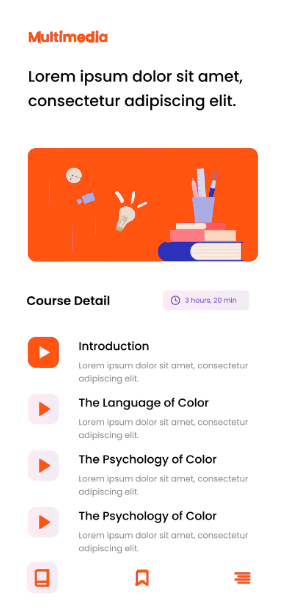 Multimedia
Lorem ipsum dolor sit amet,
consectetur adipiscing elit.
Course Detail
3 hours, 20 min
Introduction
Lorem ipsum dolor sit amet, consectetur
adipiscing elit.
The Language of Color
Lorem ipsum dolor sit amet, consectetur
adipiscing elit.
The Psychology of Color
Lorem ipsum dolor sit amet, consectetur
adipiscing elit.
The Psychology of Color
Lorem ipsum dolor sit amet, consectetur
adipiscing elit.